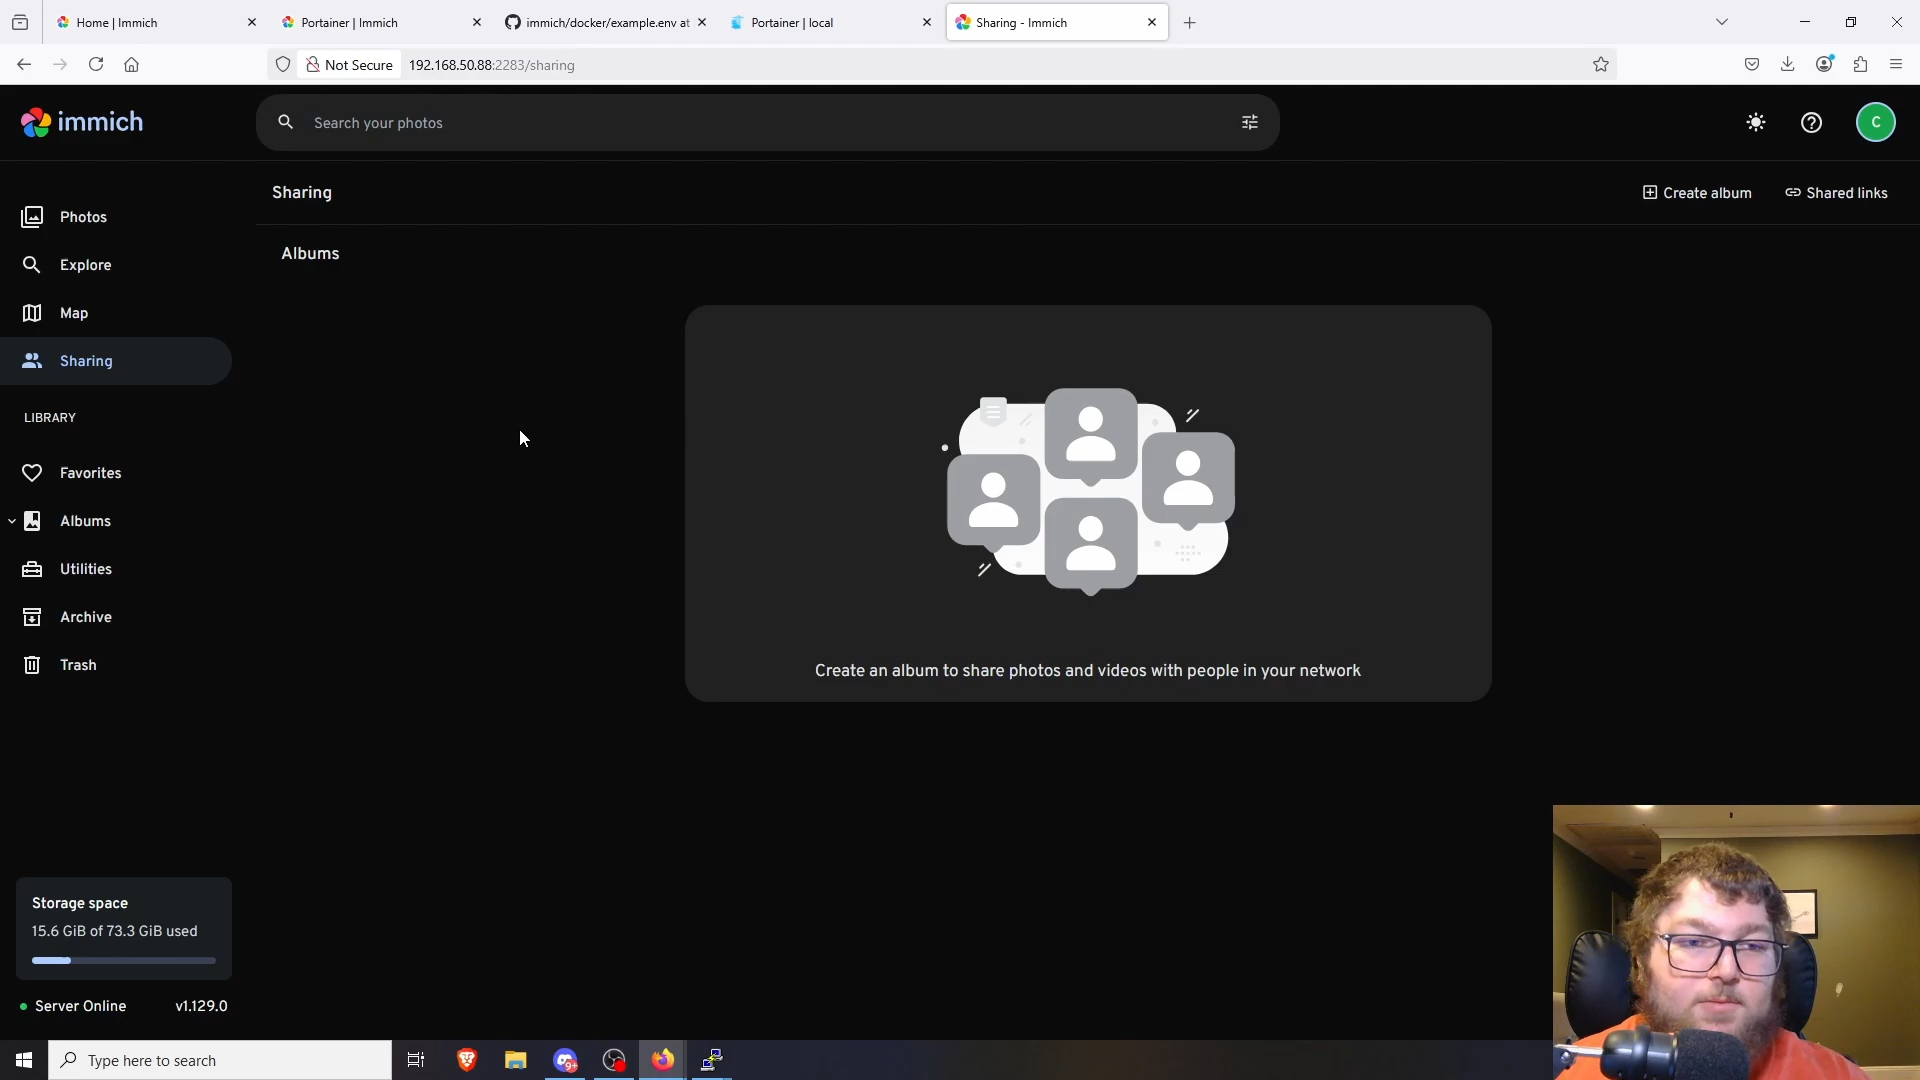 Home | Immich
Portainer | Immich
immich/docker/example.env at
Portainer | local
Sharing - Immich
Not Secure
192.168.50.88:2283/sharing
immich
Search your photos
C
Sharing
Create album
Shared links
Albums
Photos
Explore
Map
Sharing
LIBRARY
Favorites
Albums
Utilities
Archive
Trash
Create an album to share photos and videos with people in your network
Storage space
15.6 GiB of 73.3 GiB used
Server Online
v1.129.0
Type here to search
9+